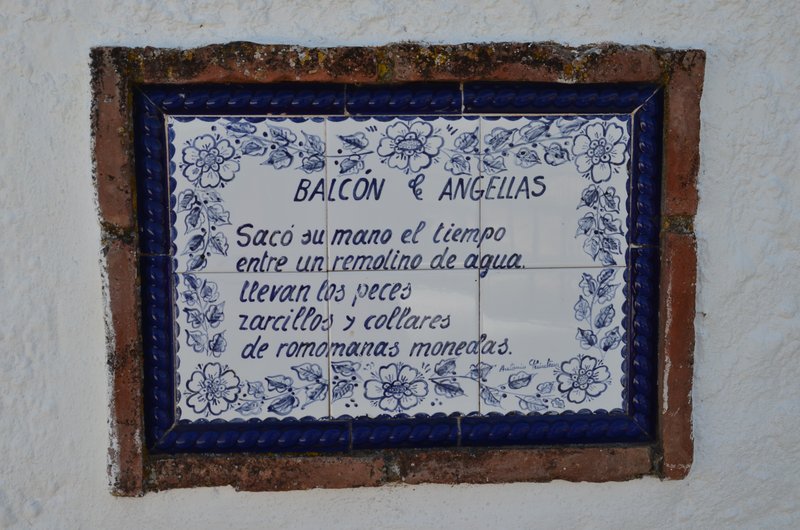 BALCÓN & ANGELLAS
Sacó su mano el tiempo
entre un remolino de agua.
llevan los peces
zarcillos y collares
de romomanas monedas.